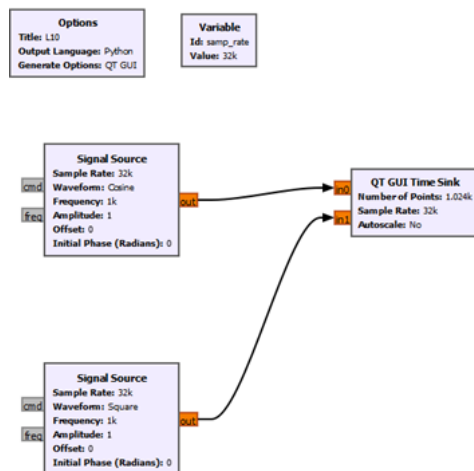 Options
Title: L10
Output Language: Python
Generate Options: QT GUI
Variable
Id: samp_rate
Value: 32k
Signal Source
Sample Rate: 32k
Waveform: Cosine
Frequency: 1k
Amplitude: 1
Offset: 0
Initial Phase (Radians): 0
cmd
freq
out
in0
in1
QT GUI Time Sink
Number of Points: 1.024k
Sample Rate: 32k
Autoscale: No
Signal Source
Sample Rate: 32k
Waveform: Square
Frequency: 1k
Amplitude: 1
Offset: 0
Initial Phase (Radians): 0
cmd
freq
out